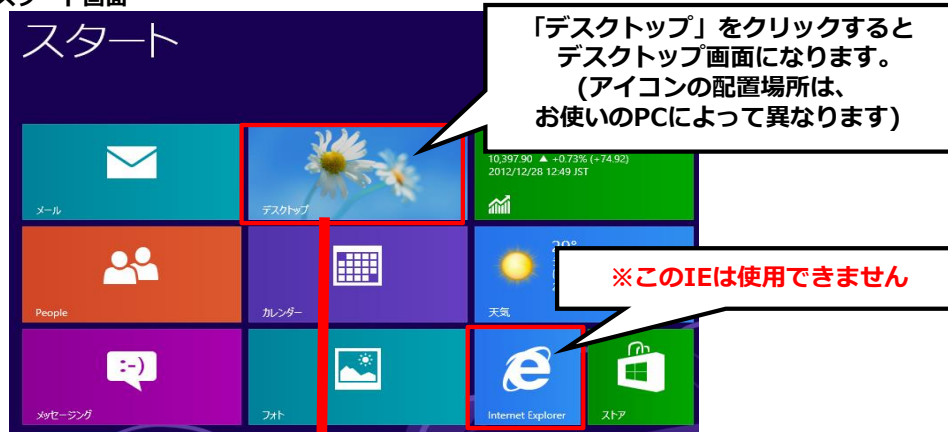 スタート画面
スタート
「デスクトップ」をクリックすると
デスクトップ画面になります。
(アイコンの配置場所は、
お使いのPCによって異なります)
メール
デスクトップ
10,397.90 ▲ +0.73% (+74.92)
2012/12/28 12:49 JST
People
カレンダー
天気
※このIEは使用できません
メッセージング
:-)
フォト
Internet Explorer
ストア